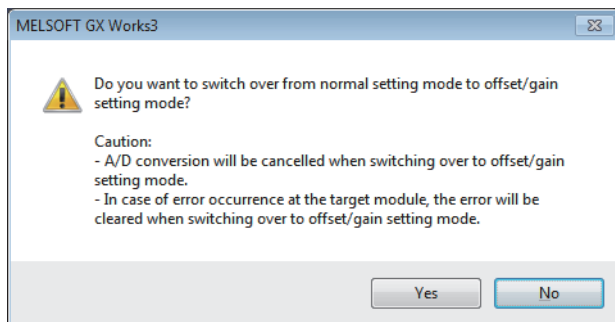 MELSOFT GX Works3
Do you want to switch over from normal setting mode to offset/gain
setting mode?
Caution:
- A/D conversion will be cancelled when switching over to offset/gain
setting mode.
- In case of error occurrence at the target module, the error will be
cleared when switching over to offset/gain setting mode.
Yes
No